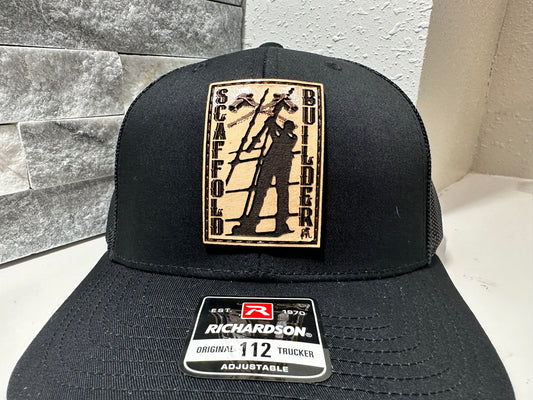 SCAFFOLD
BUILDER
EST 1970
R
RICHARDSON®
ORIGINAL 112 TRUCKER
ADJUSTABLE